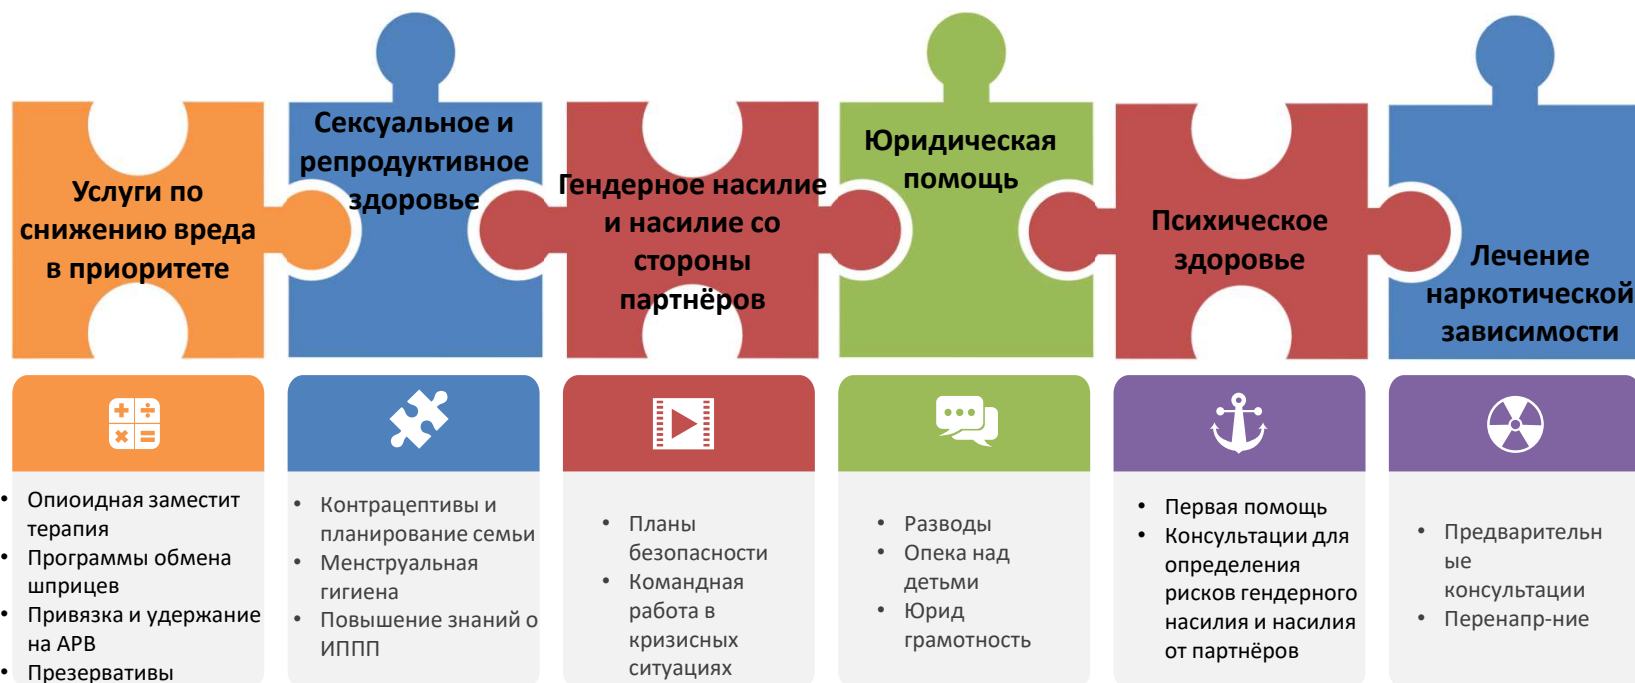 Услуги по
снижению вреда
в приоритете
Сексуальное и
репродуктивное
здоровье
Гендерное насилие
и насилие со
стороны
партнёров
Юридическая
помощь
Психическое
здоровье
Лечение
наркотической
зависимости
• Опиоидная заместит
терапия
• Программы обмена
шприцев
• Привязка и удержание
на АРВ
• Презервативы
• Контрацептивы и
планирование семьи
• Менструальная
гигиена
• Повышение знаний о
ИППП
• Планы
безопасности
• Командная
работа в
кризисных
ситуациях
• Разводы
• Опека над
детьми
• Юрид
грамотность
• Первая помощь
• Консультации для
определения
рисков гендерного
насилия и насилия
от партнёров
• Предварительн
ые
консультации
• Перенапр-ние